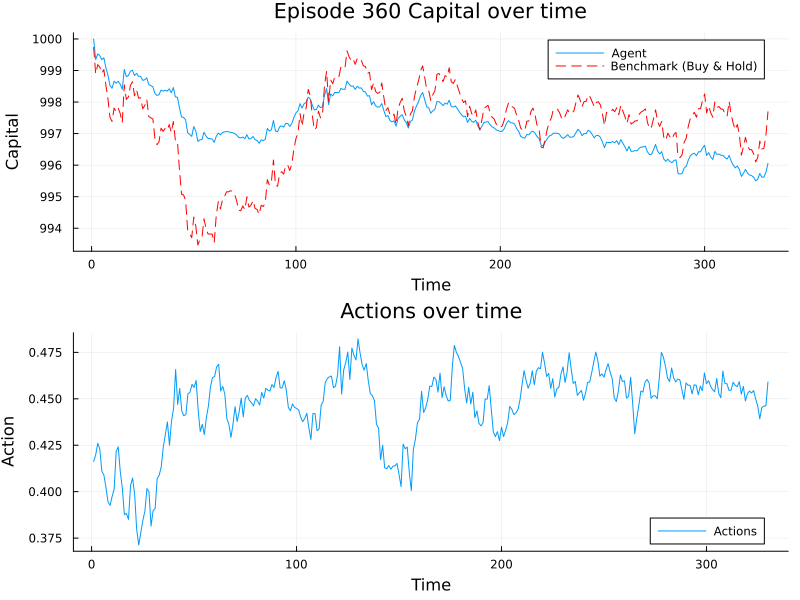 Episode 360 Capital over time
Capital
1000
999
998
997
996
995
994
Agent
Benchmark (Buy & Hold)
0
100
200
300
Time
Actions over time
Action
0.475
0.450
0.425
0.400
0.375
Actions
0
100
200
300
Time